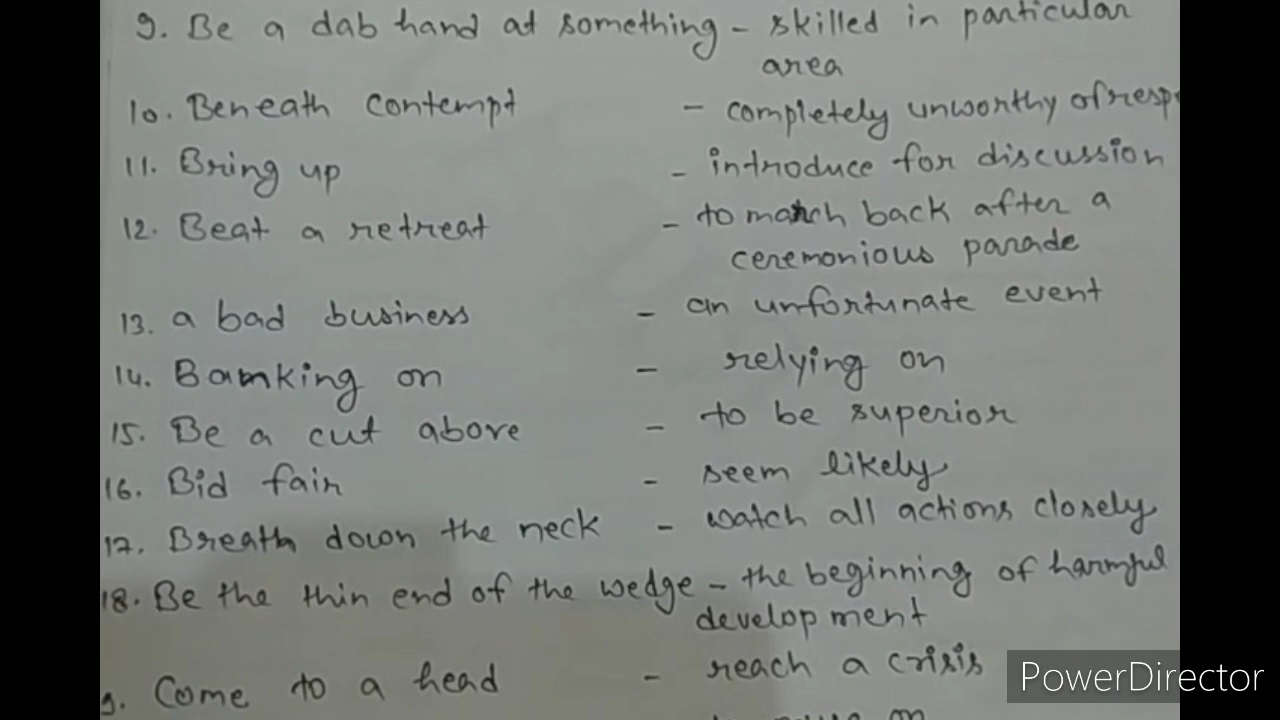 9. Be a dab hand at something - skilled in particular
area
10. Beneath contempt - completely unworthy of
11. Bring up - introduce for discussion
12. Beat a retreat - to march back after a
ceremonious parade
13. a bad business - an unfortunate event
14. Banking on - relying on
15. Be a cut above - to be superior
16. Bid fair - seem likely
17. Breath down the neck - watch all actions closely
18. Be the thin end of the wedge - the beginning of harmful
development
9. Come to a head - reach a crisis
on
PowerDirector